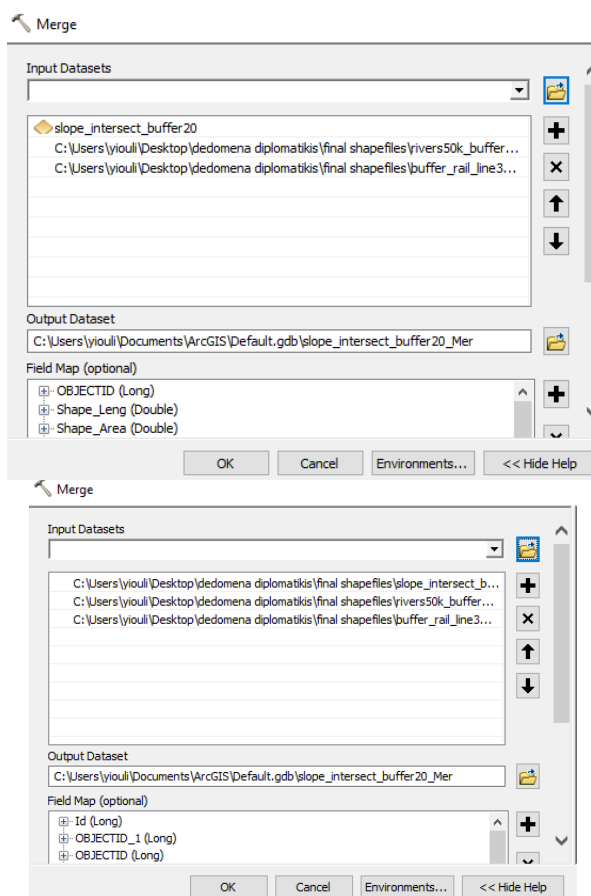 Merge
Input Datasets
slope_intersect_buffer20
C:\Users\yiouli\Desktop\dedomena diplomatikis\final shapefiles\rivers50k_buffer...
C:\Users\yiouli\Desktop\dedomena diplomatikis\final shapefiles\buffer_rail_line3...
Output Dataset
C:\Users\yiouli\Documents\ArcGIS\Default.gdb\slope_intersect_buffer20_Mer
Field Map (optional)
OBJECTID (Long)
Shape_Leng (Double)
Shape_Area (Double)
OK Cancel Environments... << Hide Help
Merge
Input Datasets
C:\Users\yiouli\Desktop\dedomena diplomatikis\final shapefiles\slope_intersect_b...
C:\Users\yiouli\Desktop\dedomena diplomatikis\final shapefiles\rivers50k_buffer...
C:\Users\yiouli\Desktop\dedomena diplomatikis\final shapefiles\buffer_rail_line3...
Output Dataset
C:\Users\yiouli\Documents\ArcGIS\Default.gdb\slope_intersect_buffer20_Mer
Field Map (optional)
Id (Long)
OBJECTID_1 (Long)
OBJECTID (Long)
OK Cancel Environments... << Hide Help